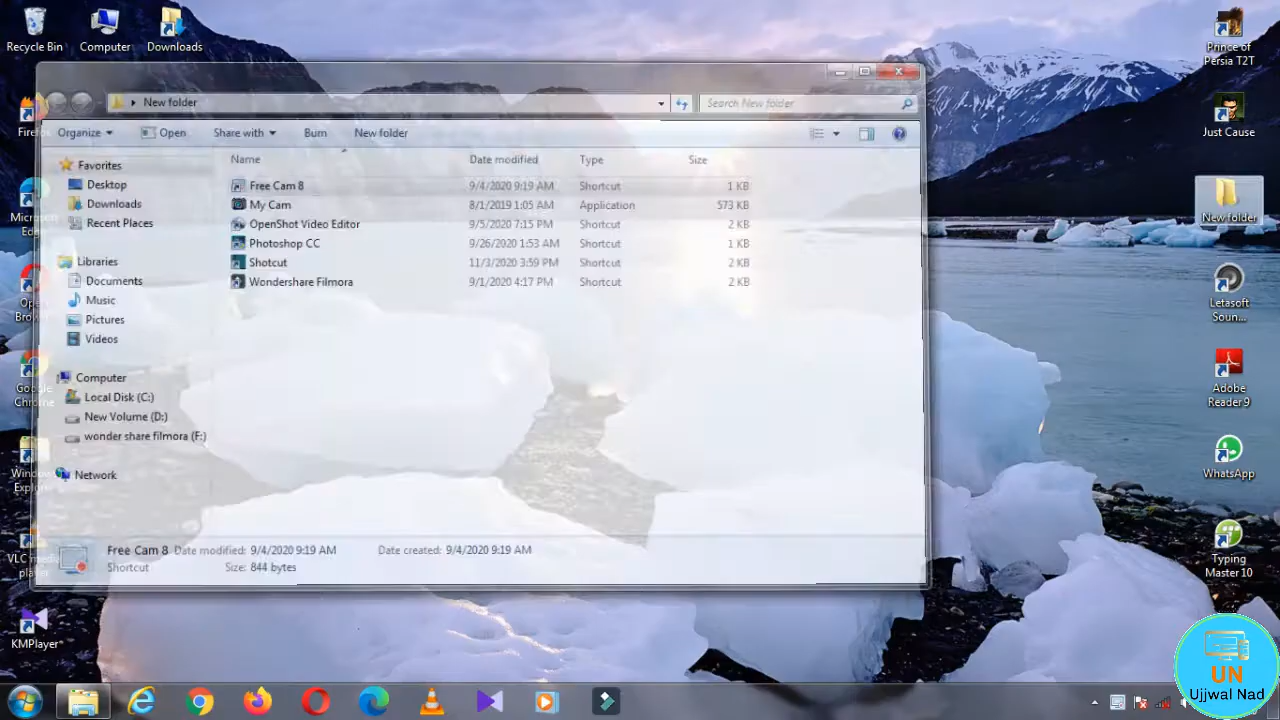 Recycle Bin
Computer
Downloads
Prince of
Persia T2T
New folder
Search New folder
Organize
Open
Share with
Burn
New folder
Name
Date modified
Type
Size
Favorites
Desktop
Downloads
Recent Places
Libraries
Documents
Music
Pictures
Videos
Computer
Local Disk (C:)
New Volume (D:)
wonder share filmora (F:)
Network
Free Cam 8 9/4/2020 9:19 AM Shortcut 1 KB
My Cam 8/1/2019 1:05 AM Application 573 KB
OpenShot Video Editor 9/5/2020 7:15 PM Shortcut 2 KB
Photoshop CC 9/26/2020 1:53 AM Shortcut 1 KB
Shotcut 11/3/2020 3:59 PM Shortcut 2 KB
Wondershare Filmora 9/1/2020 4:17 PM Shortcut 2 KB
Free Cam 8 Date modified: 9/4/2020 9:19 AM Date created: 9/4/2020 9:19 AM
Shortcut Size: 844 bytes
Just Cause
New folder
Letasoft
Soun...
Adobe
Reader 9
WhatsApp
Typing
Master 10
KMPlayer
UN
Ujjwal Nad